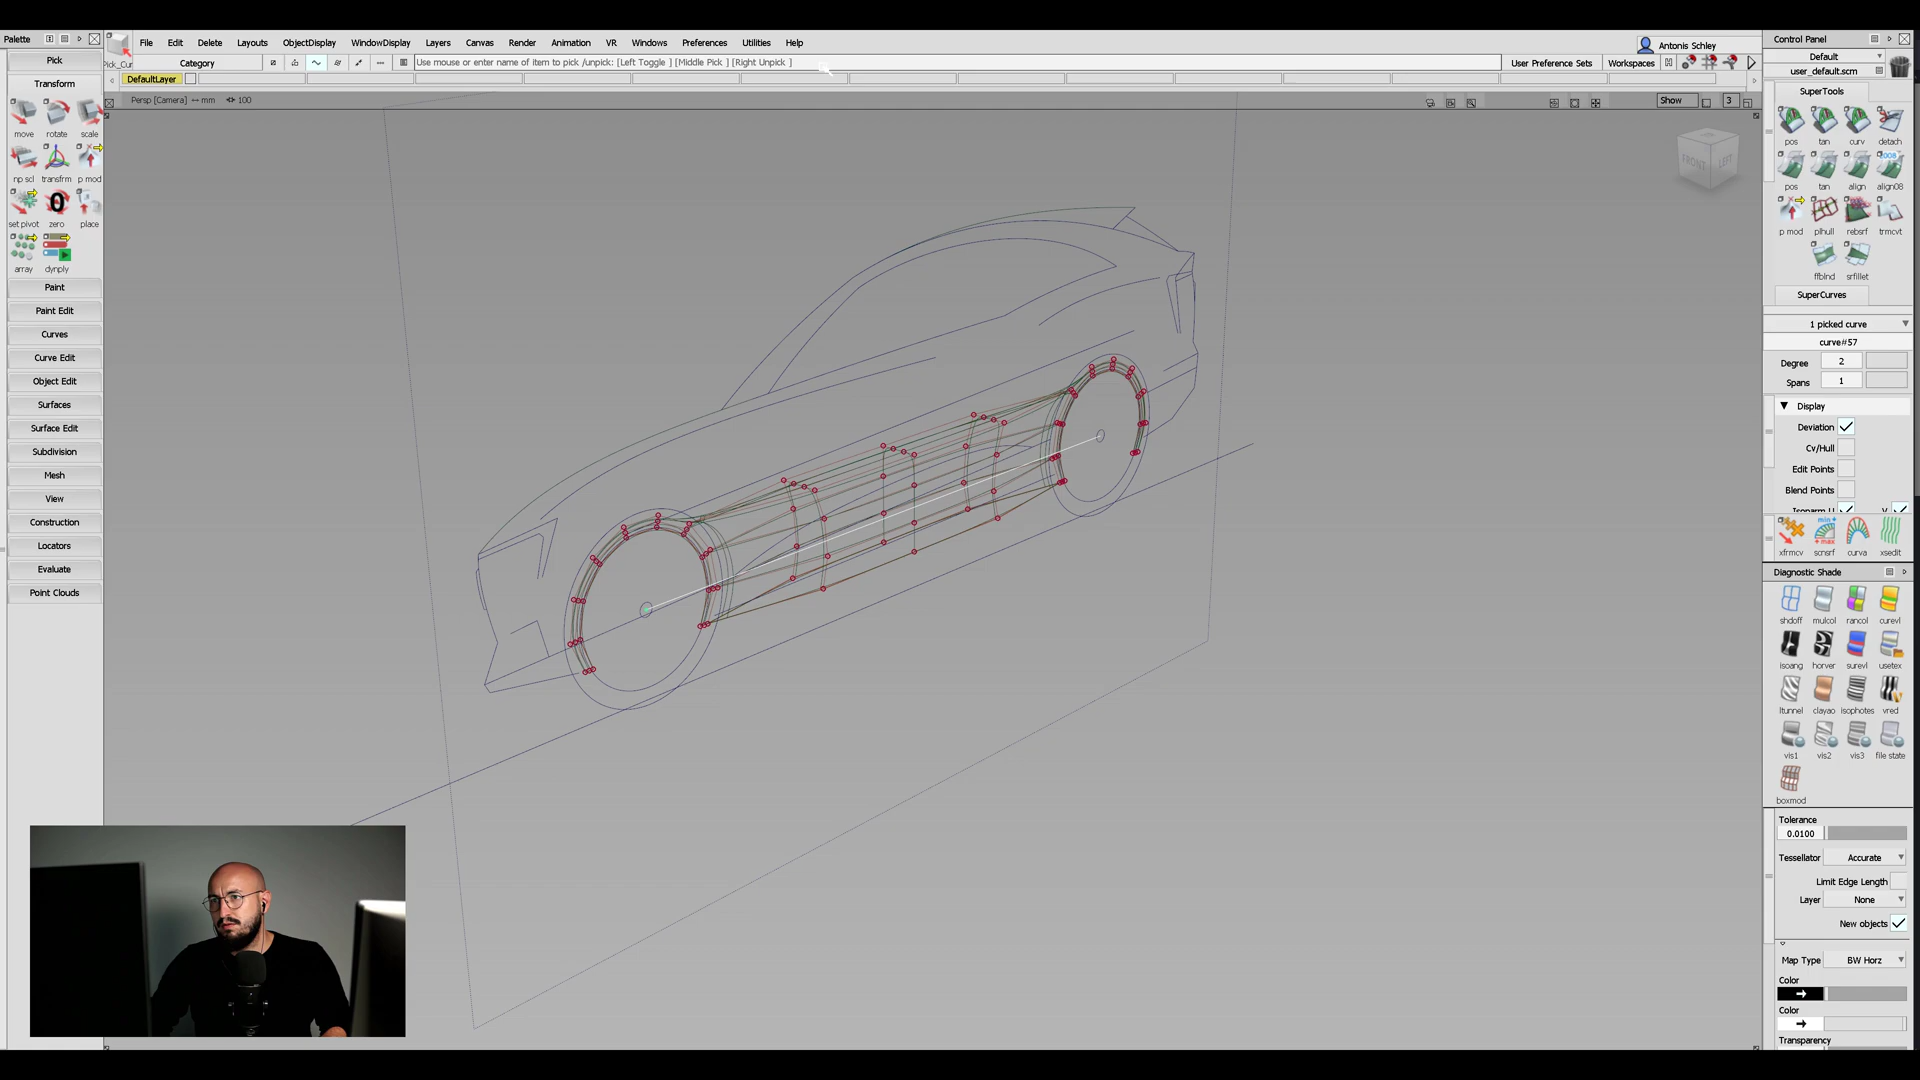 Palette
File Edit Delete Layouts ObjectDisplay WindowDisplay Layers Canvas Render Animation VR Windows Preferences Utilities Help
Antonis Schley
Control Panel
Pick
Pick_Cur
Category
Use mouse or enter name of item to pick /unpick: [Left Toggle ] [Middle Pick ] [Right Unpick ]
User Preference Sets
Workspaces
Default
user_default.scm
Transform
DefaultLayer
Persp [Camera] ↔ mm 100
Show
3
SuperTools
move rotate scale
np scl transfrm p mod
set pivot zero place
0
array dynply
Paint
Paint Edit
Curves
Curve Edit
Object Edit
Surfaces
Surface Edit
Subdivision
Mesh
View
Construction
Locators
Evaluate
Point Clouds
FRONT LEFT
pos tan curv detach
pos tan align align08
p mod plhull rebsrf trmcvt
ffblnd srfillet
SuperCurves
1 picked curve
curve#57
Degree 2
Spans 1
Display
Deviation
Cv/Hull
Edit Points
Blend Points
Isoparm U V
xfrmcv scnsrf curva xsedit
Diagnostic Shade
shdoff mulcol rancol curevl
isoang horver surevl usetex
ltunnel clayao isophotes vred
vis1 vis2 vis3 file state
boxmod
Tolerance
0.0100
Tessellator Accurate
Limit Edge Length
Layer None
New objects
Map Type BW Horz
Color
Color
Transparency